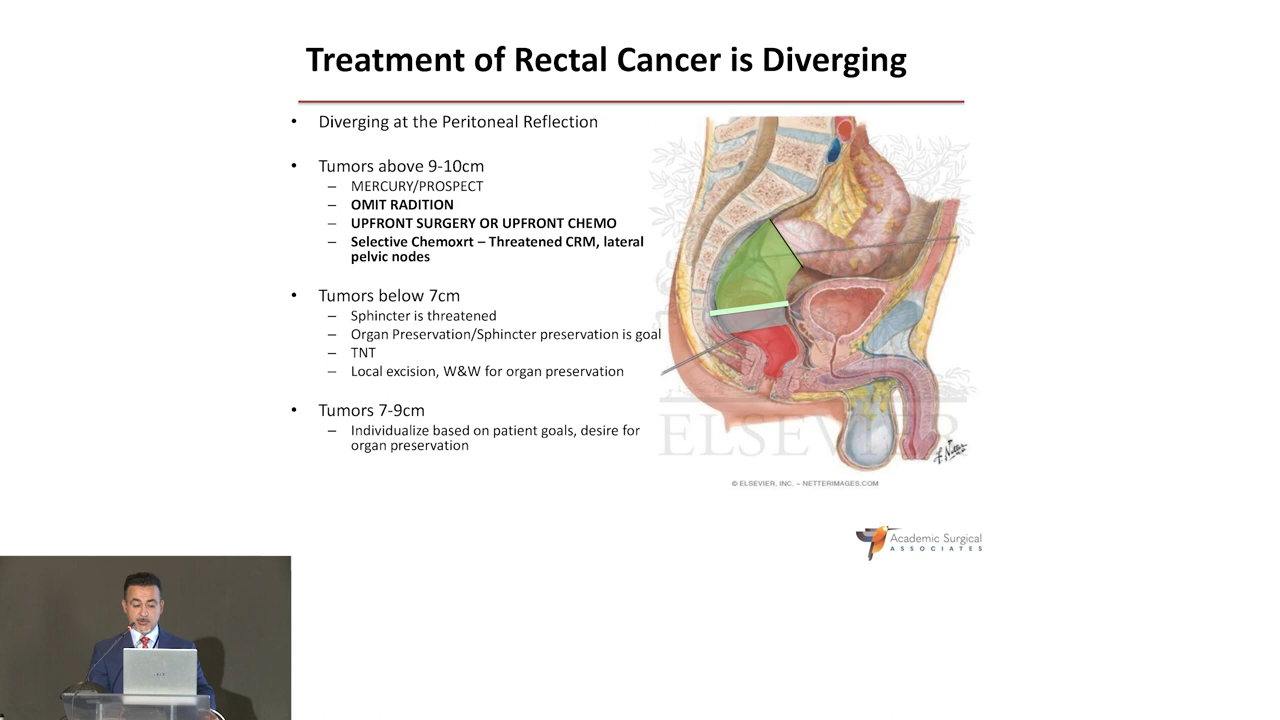 Treatment of Rectal Cancer is Diverging
• Diverging at the Peritoneal Reflection
• Tumors above 9-10cm
– MERCURY/PROSPECT
– OMIT RADITION
– UPFRONT SURGERY OR UPFRONT CHEMO
– Selective Chemoxrt – Threatened CRM, lateral
pelvic nodes
• Tumors below 7cm
– Sphincter is threatened
– Organ Preservation/Sphincter preservation is goal
– TNT
– Local excision, W&W for organ preservation
• Tumors 7-9cm
– Individualize based on patient goals, desire for
organ preservation
ELSEVIER
F. Netter
© ELSEVIER, INC. – NETTERIMAGES.COM
Academic Surgical
ASSOCIATES